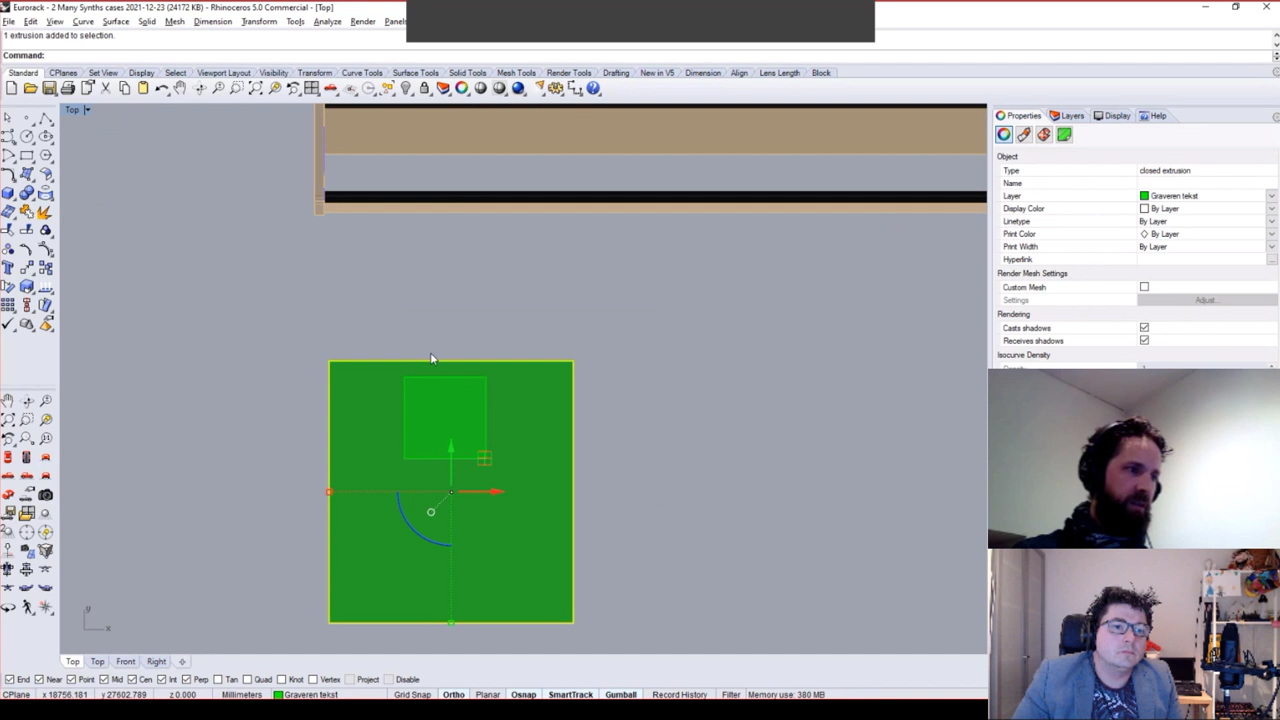 Eurorack - 2 Many Synths cases 2021-12-23 (24172 KB) - Rhinoceros 5.0 Commercial - [Top]
File Edit View Curve Surface Solid Mesh Dimension Transform Tools Analyze Render Panels
1 extrusion added to selection.
Command:
Standard CPlanes Set View Display Select Viewport Layout Visibility Transform Curve Tools Surface Tools Solid Tools Mesh Tools Render Tools Drafting New in V5 Dimension Align Lens Length Block
Top
Properties Layers Display Help
Object
Type closed extrusion
Name
Layer Graveren tekst
Display Color By Layer
Linetype By Layer
Print Color By Layer
Print Width By Layer
Hyperlink
Render Mesh Settings
Custom Mesh
Settings Adjust...
Rendering
Casts shadows
Receives shadows
Isocurve Density
y
x
Top Top Front Right
End Near Point Mid Cen Int Perp Tan Quad Knot Vertex Project Disable
CPlane x 18756.181 y 27602.789 z 0.000 Millimeters Graveren tekst Grid Snap Ortho Planar Osnap SmartTrack Gumball Record History Filter Memory use: 380 MB